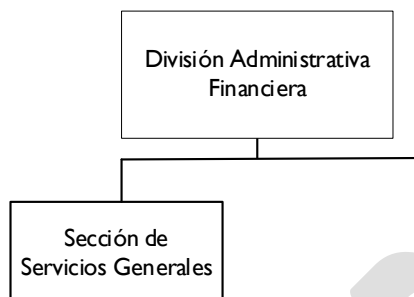 División Administrativa
Financiera
Sección de
Servicios Generales